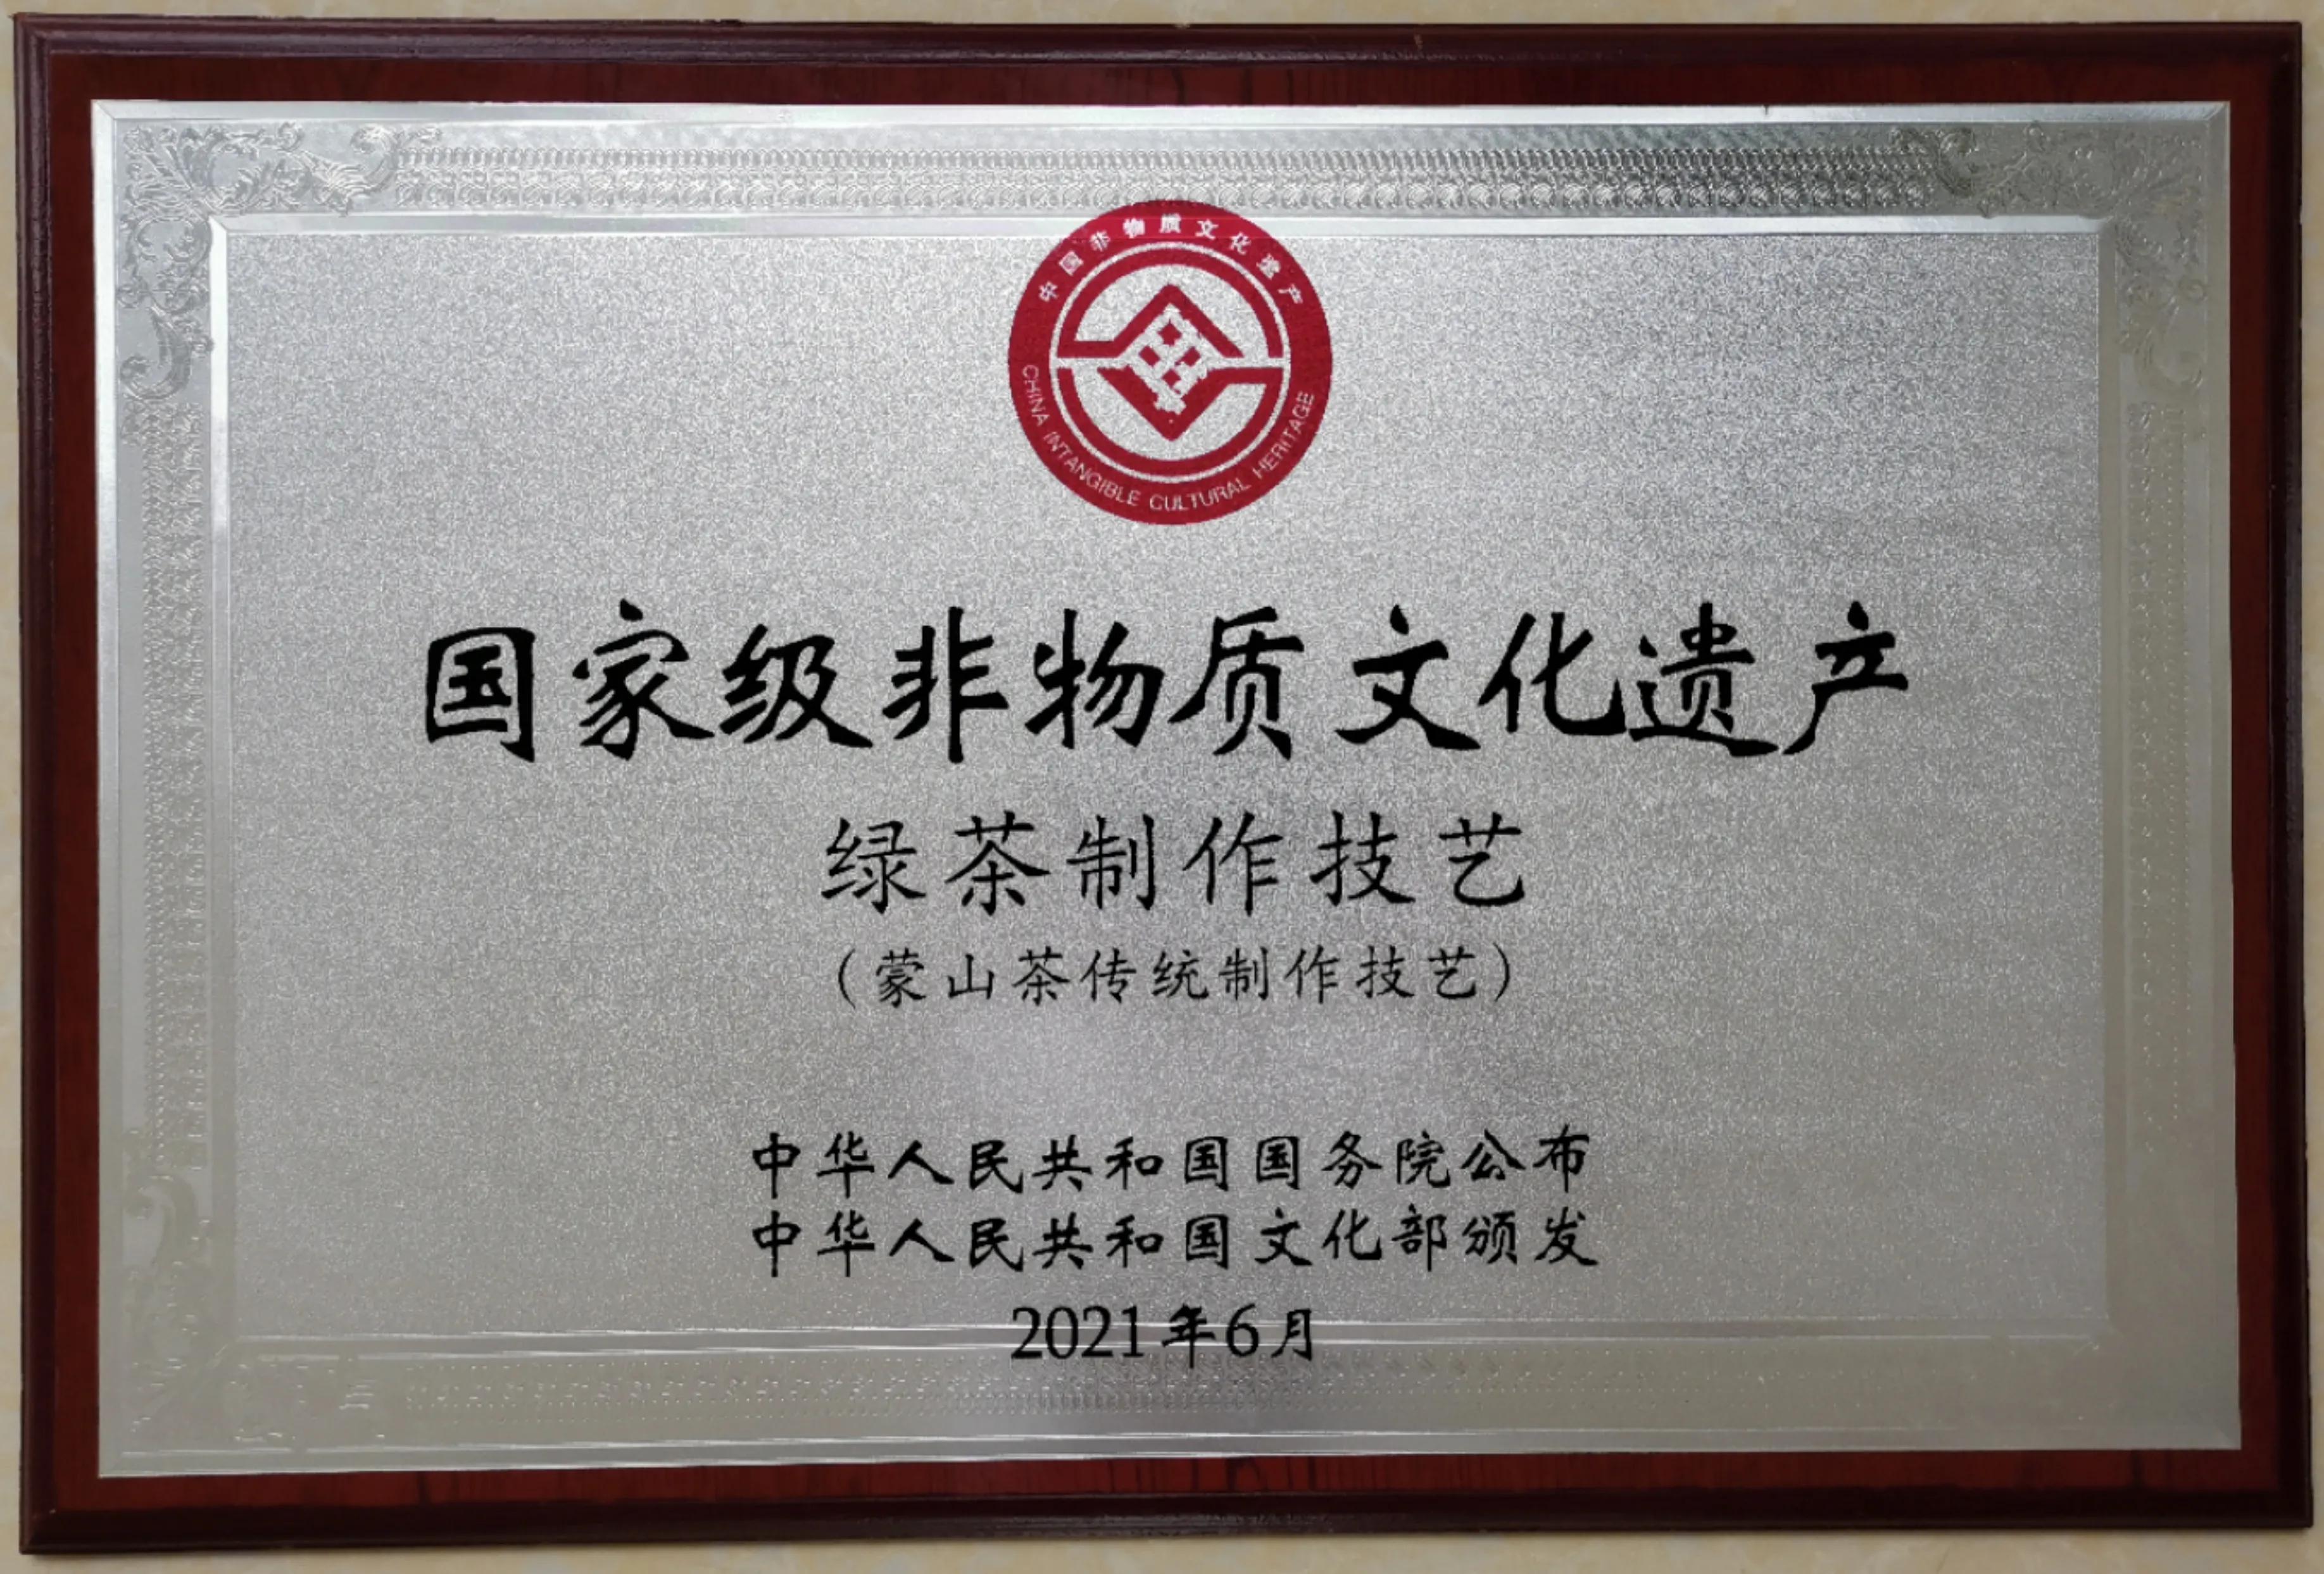 中国非物质文化遗产
CHINA INTANGIBLE CULTURAL HERITAGE
国家级非物质文化遗产
绿茶制作技艺
（蒙山茶传统制作技艺）
中华人民共和国国务院公布
中华人民共和国文化部颁发
2021年6月